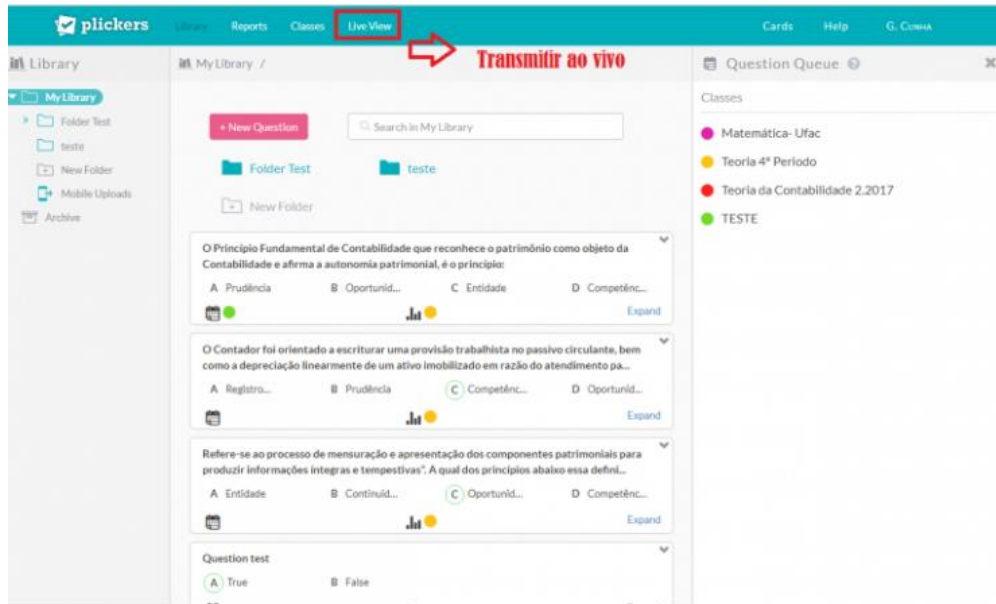 plickers Library Reports Classes Live View Cards Help G. CUNHA
Transmitir ao vivo
Library
My Library
Folder Test
teste
New Folder
Mobile Uploads
Archive
My Library /
+ New Question
Search in My Library
Folder Test teste
New Folder
O Princípio Fundamental de Contabilidade que reconhece o patrimônio como objeto da
Contabilidade e afirma a autonomia patrimonial, é o princípio:
A Prudência B Oportunid... C Entidade D Competênc...
Expand
O Contador foi orientado a escriturar uma provisão trabalhista no passivo circulante, bem
como a depreciação linearmente de um ativo imobilizado em razão do atendimento pa...
A Registro... B Prudência C Competênc... D Oportunid...
Expand
Refere-se ao processo de mensuração e apresentação dos componentes patrimoniais para
produzir informações íntegras e tempestivas". A qual dos princípios abaixo essa defini...
A Entidade B Continuid... C Oportunid... D Competênc...
Expand
Question test
A True B False
Question Queue
Classes
Matemática- Ufac
Teoria 4° Periodo
Teoria da Contabilidade 2.2017
TESTE